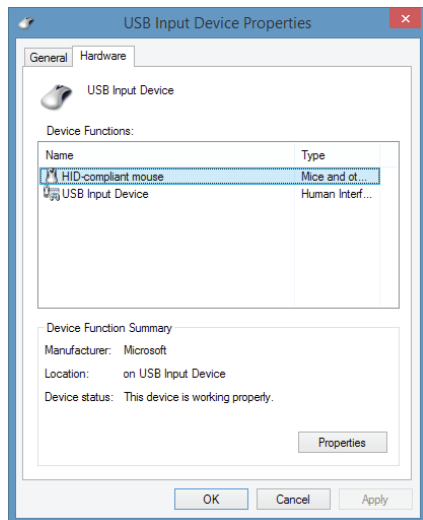 USB Input Device Properties
General Hardware
USB Input Device
Device Functions:
Name Type
HID-compliant mouse Mice and ot...
USB Input Device Human Interf...
Device Function Summary
Manufacturer: Microsoft
Location: on USB Input Device
Device status: This device is working properly.
Properties
OK Cancel Apply